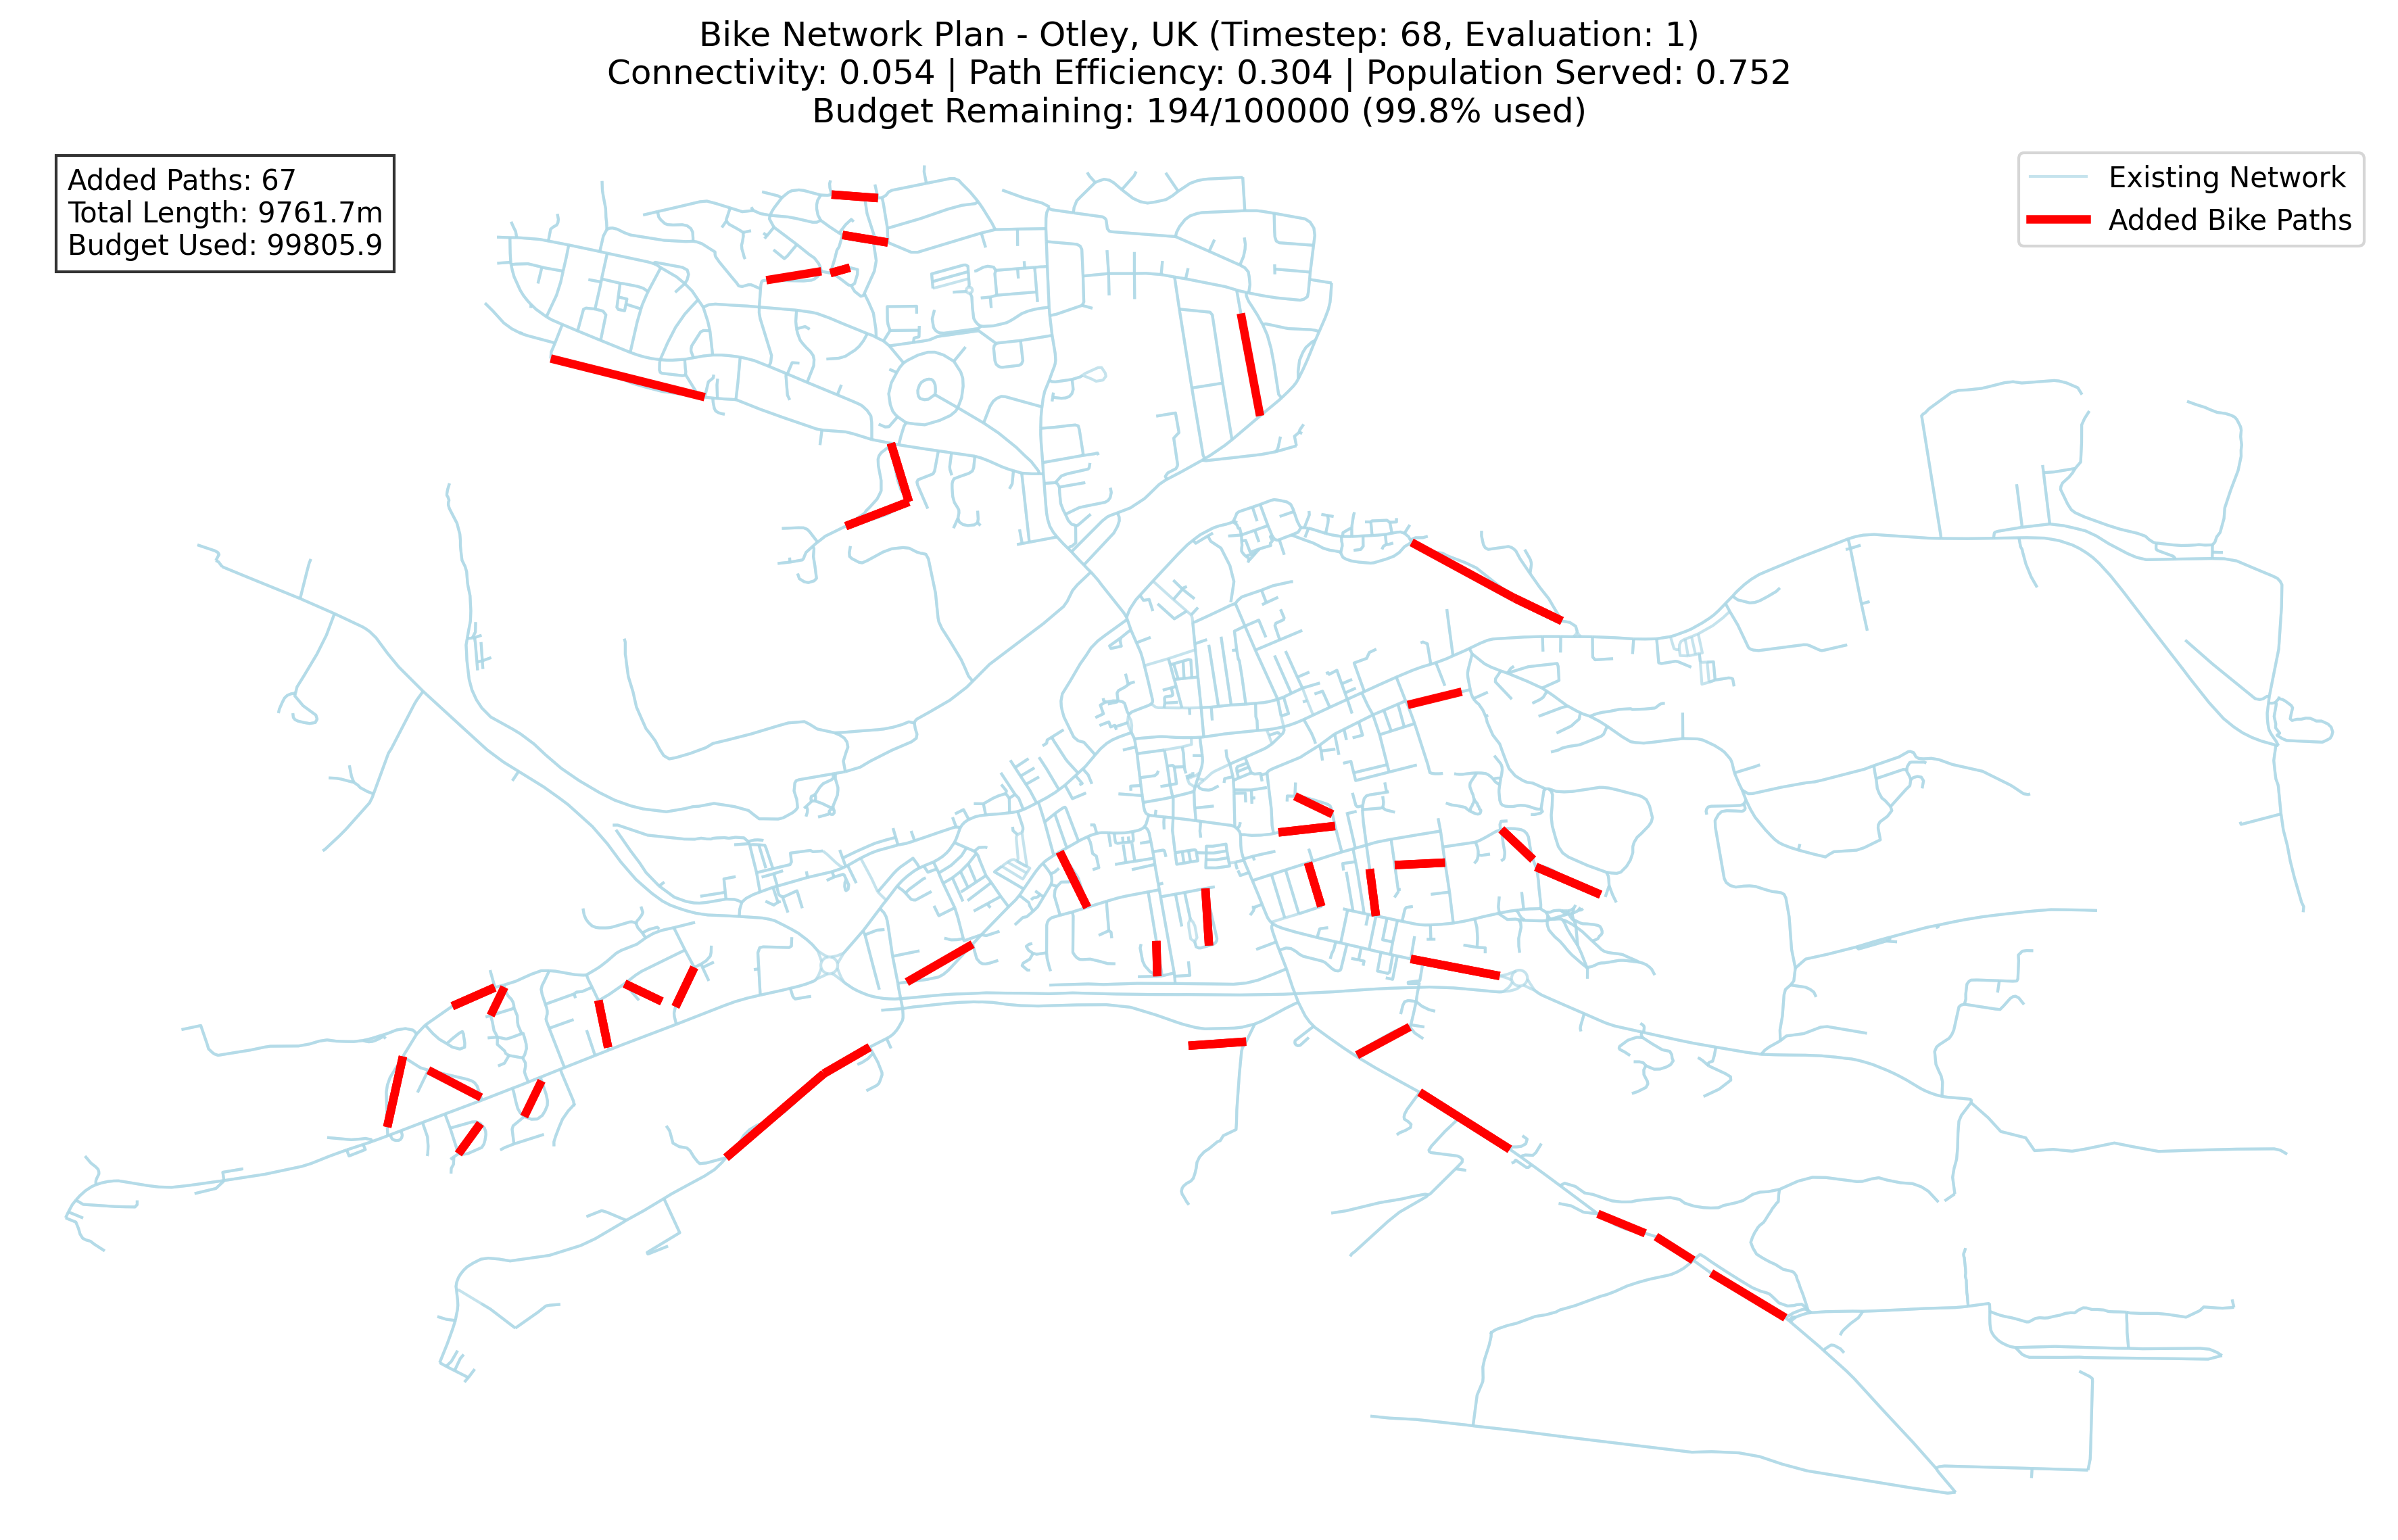 Bike Network Plan - Otley, UK (Timestep: 68, Evaluation: 1)
Connectivity: 0.054 | Path Efficiency: 0.304 | Population Served: 0.752
Budget Remaining: 194/100000 (99.8% used)
Added Paths: 67
Total Length: 9761.7m
Budget Used: 99805.9
Existing Network
Added Bike Paths